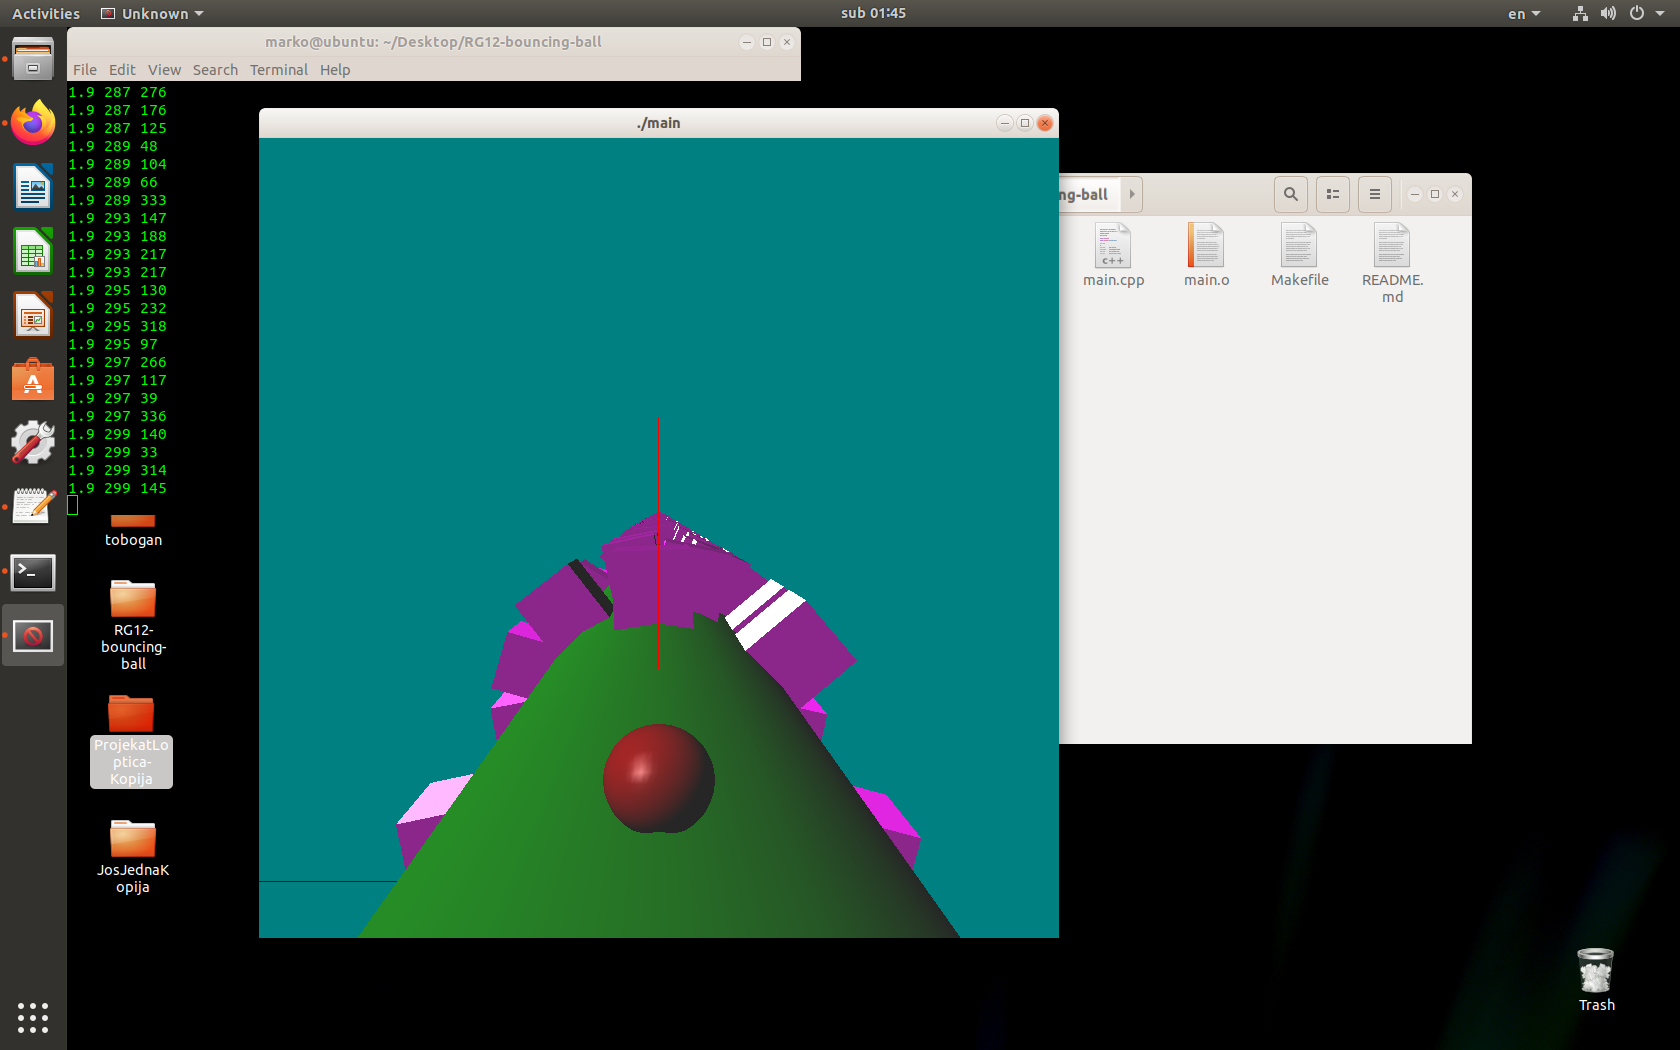 Activities
Unknown
sub 01:45
en
marko@ubuntu: ~/Desktop/RG12-bouncing-ball
File Edit View Search Terminal Help
1.9 287 276
1.9 287 176
1.9 287 125
1.9 289 48
1.9 289 104
1.9 289 66
1.9 289 333
1.9 293 147
1.9 293 188
1.9 293 217
1.9 293 217
1.9 295 130
1.9 295 232
1.9 295 318
1.9 295 97
1.9 297 266
1.9 297 117
1.9 297 39
1.9 297 336
1.9 299 140
1.9 299 33
1.9 299 314
1.9 299 145
./main
ng-ball
c++
main.cpp
main.o
Makefile
README.
md
tobogan
RG12-
bouncing-
ball
ProjekatLo
ptica-
Kopija
JosJednaK
opija
Trash